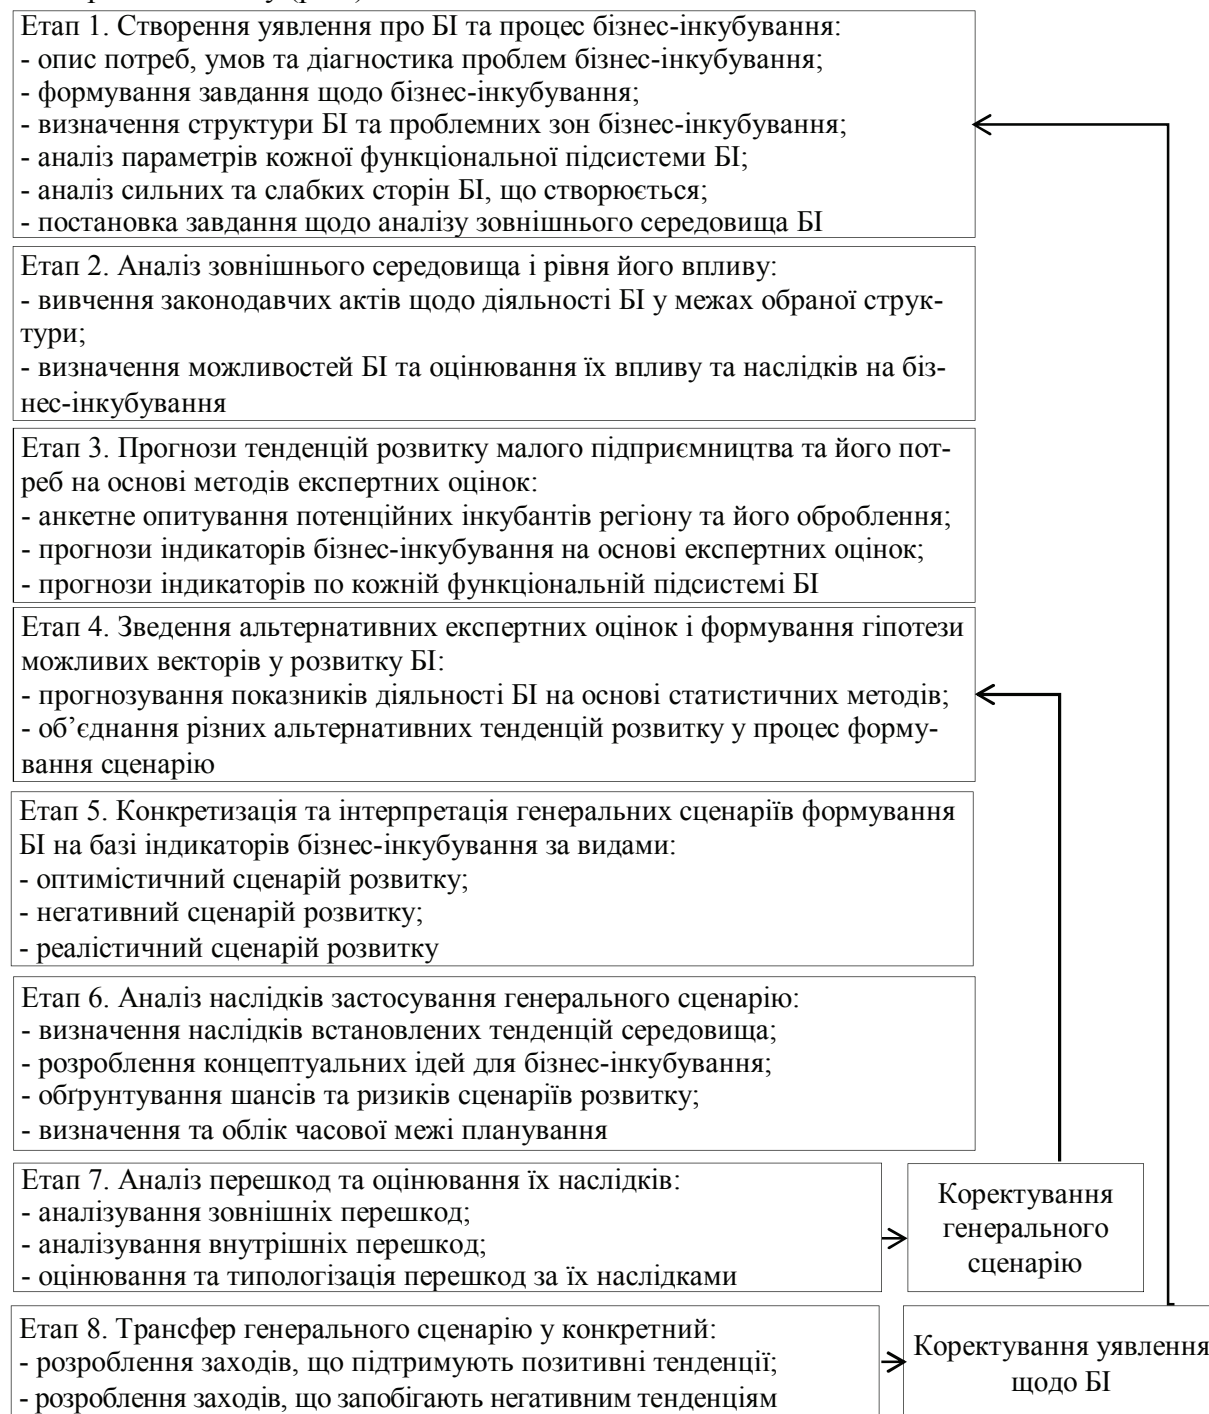 Етап 1. Створення уявлення про БІ та процес бізнес-інкубування:
- опис потреб, умов та діагностика проблем бізнес-інкубування;
- формування завдання щодо бізнес-інкубування;
- визначення структури БІ та проблемних зон бізнес-інкубування;
- аналіз параметрів кожної функціональної підсистеми БІ;
- аналіз сильних та слабких сторін БІ, що створюється;
- постановка завдання щодо аналізу зовнішнього середовища БІ
Етап 2. Аналіз зовнішнього середовища і рівня його впливу:
- вивчення законодавчих актів щодо діяльності БІ у межах обраної струк-
тури;
- визначення можливостей БІ та оцінювання їх впливу та наслідків на біз-
нес-інкубування
Етап 3. Прогнози тенденцій розвитку малого підприємництва та його пот-
реб на основі методів експертних оцінок:
- анкетне опитування потенційних інкубантів регіону та його оброблення;
- прогнози індикаторів бізнес-інкубування на основі експертних оцінок;
- прогнози індикаторів по кожній функціональній підсистемі БІ
Етап 4. Зведення альтернативних експертних оцінок і формування гіпотези
можливих векторів у розвитку БІ:
- прогнозування показників діяльності БІ на основі статистичних методів;
- об’єднання різних альтернативних тенденцій розвитку у процес форму-
вання сценарію
Етап 5. Конкретизація та інтерпретація генеральних сценаріїв формування
БІ на базі індикаторів бізнес-інкубування за видами:
- оптимістичний сценарій розвитку;
- негативний сценарій розвитку;
- реалістичний сценарій розвитку
Етап 6. Аналіз наслідків застосування генерального сценарію:
- визначення наслідків встановлених тенденцій середовища;
- розроблення концептуальних ідей для бізнес-інкубування;
- обґрунтування шансів та ризиків сценаріїв розвитку;
- визначення та облік часової межі планування
Етап 7. Аналіз перешкод та оцінювання їх наслідків:
- аналізування зовнішніх перешкод;
- аналізування внутрішніх перешкод;
- оцінювання та типологізація перешкод за їх наслідками
Коректування
генерального
сценарію
Етап 8. Трансфер генерального сценарію у конкретний:
- розроблення заходів, що підтримують позитивні тенденції;
- розроблення заходів, що запобігають негативним тенденціям
Коректування уявлення
щодо БІ